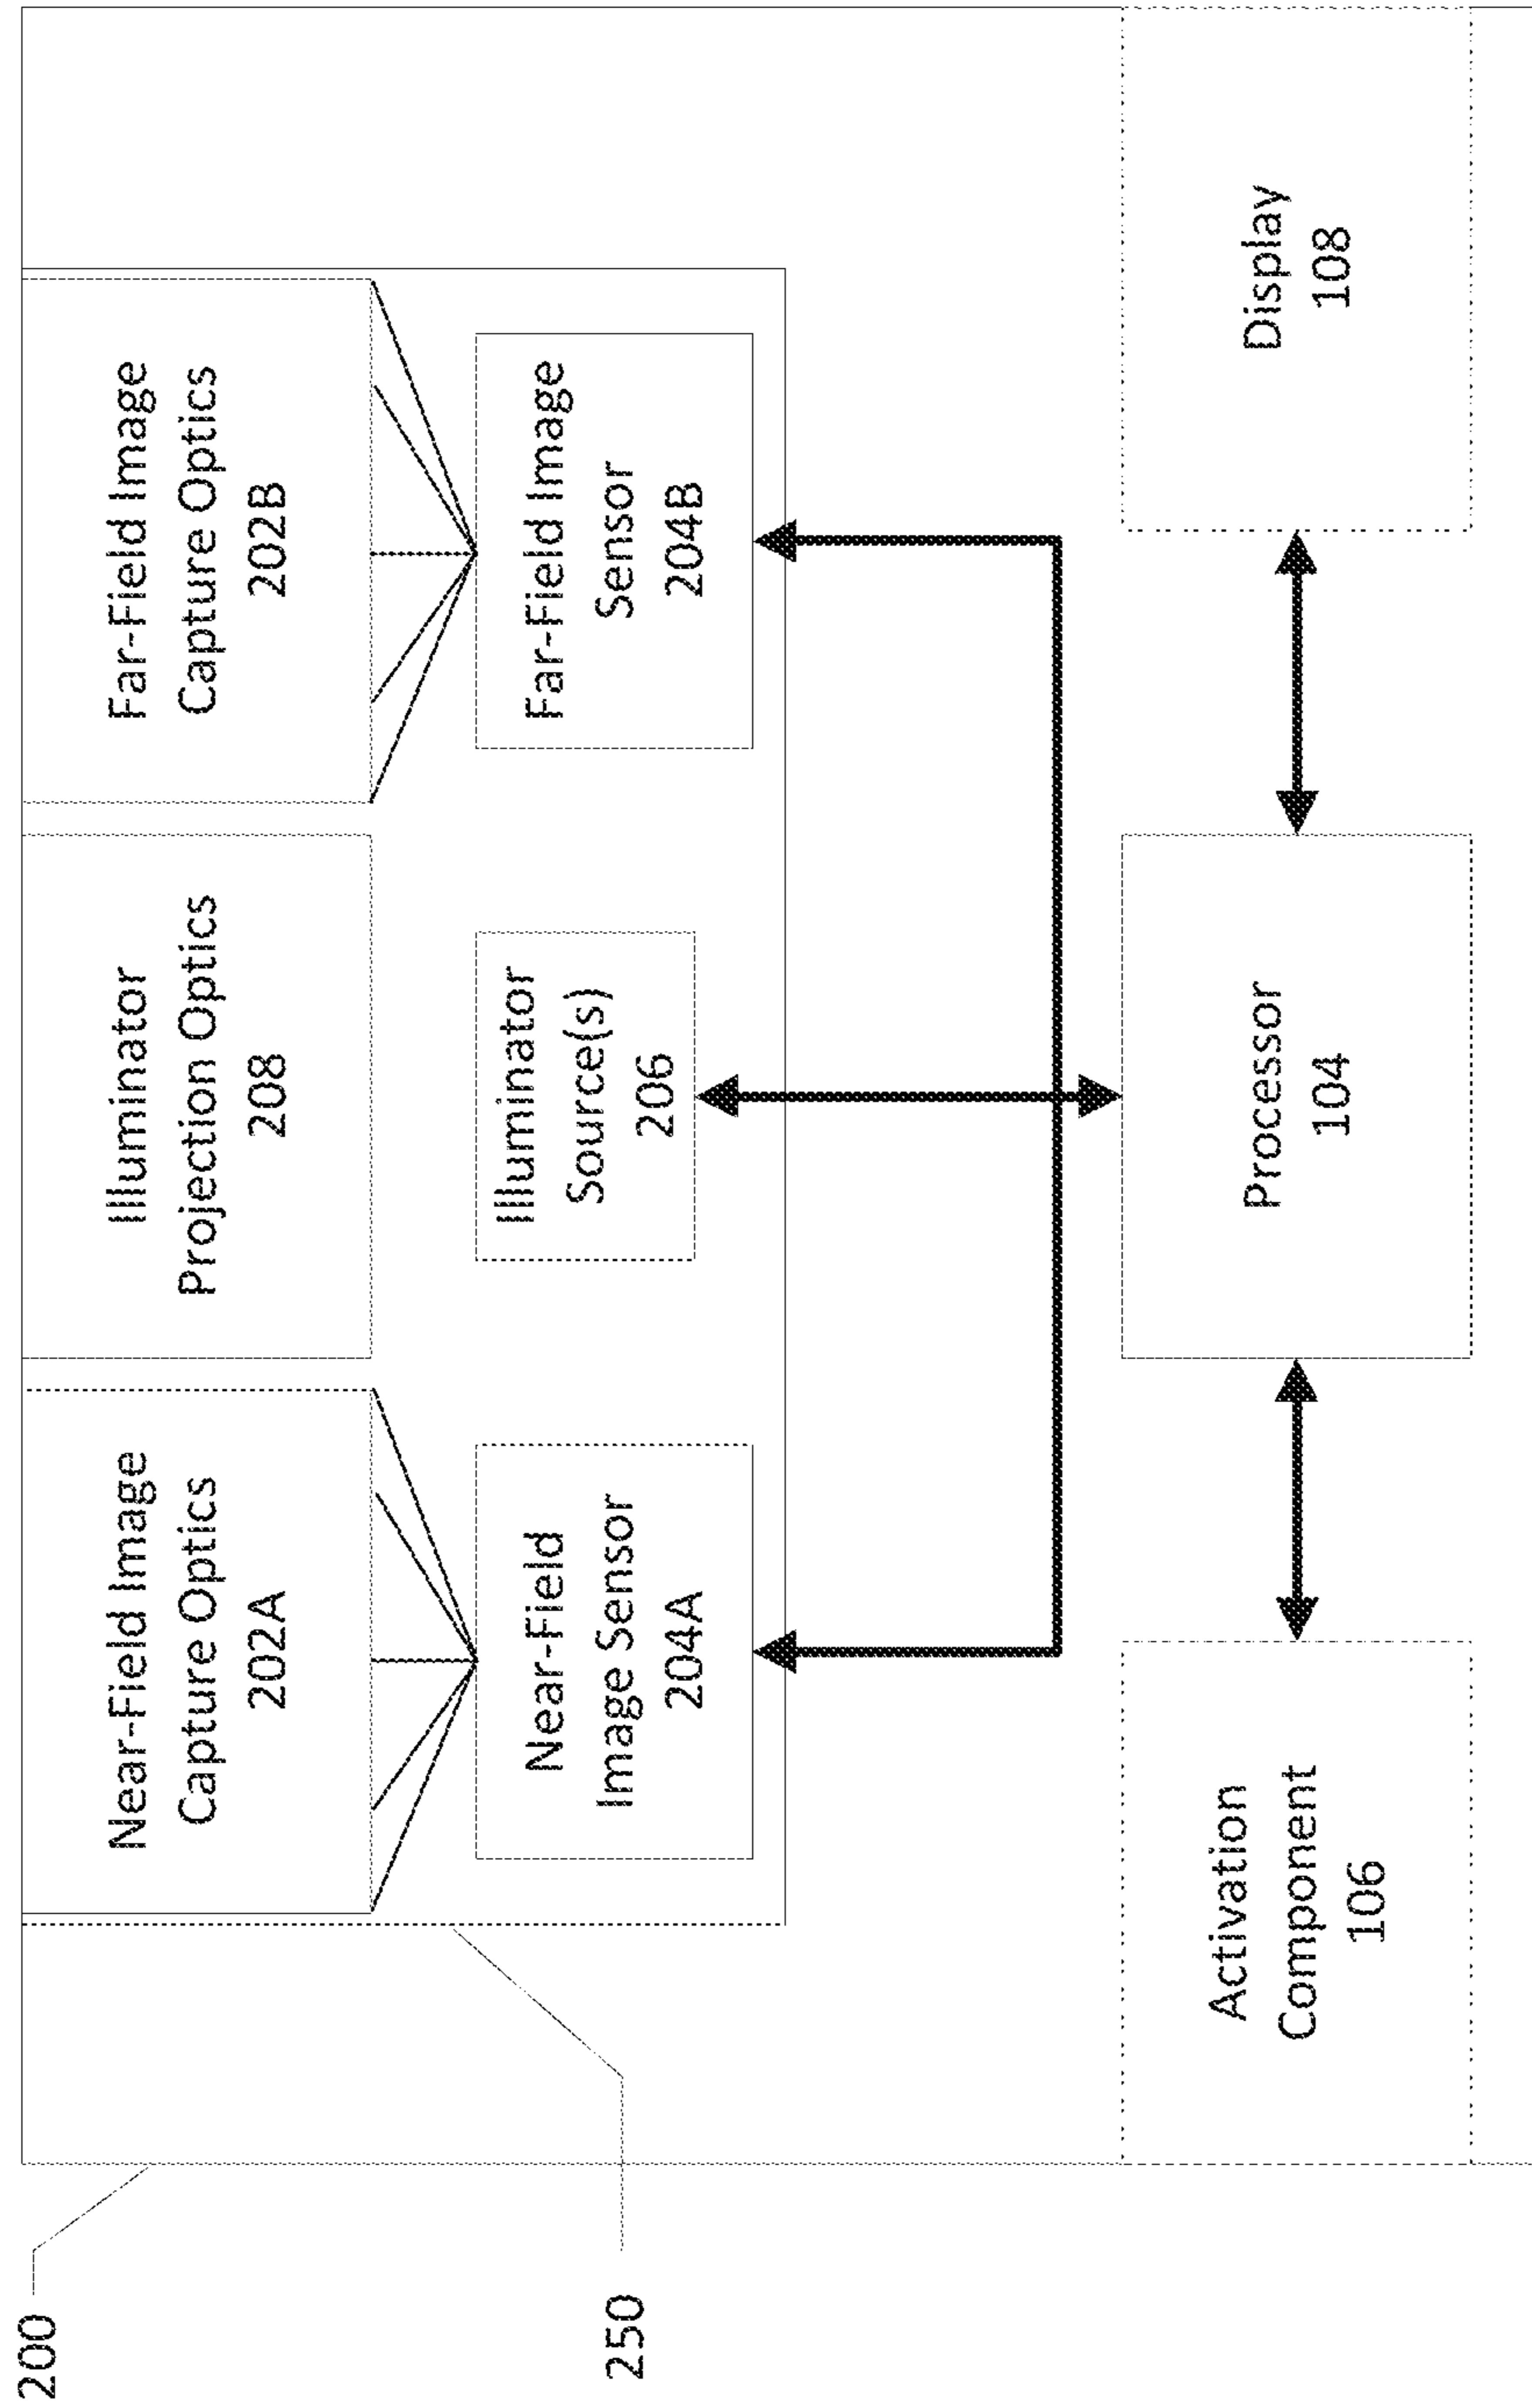 200
250
Near-Field Image
Capture Optics
202A
Illuminator
Projection Optics
208
Far-Field Image
Capture Optics
202B
Near-Field
Image Sensor
204A
Illuminator
Source(s)
206
Far-Field Image
Sensor
204B
Activation
Component
106
Processor
104
Display
108